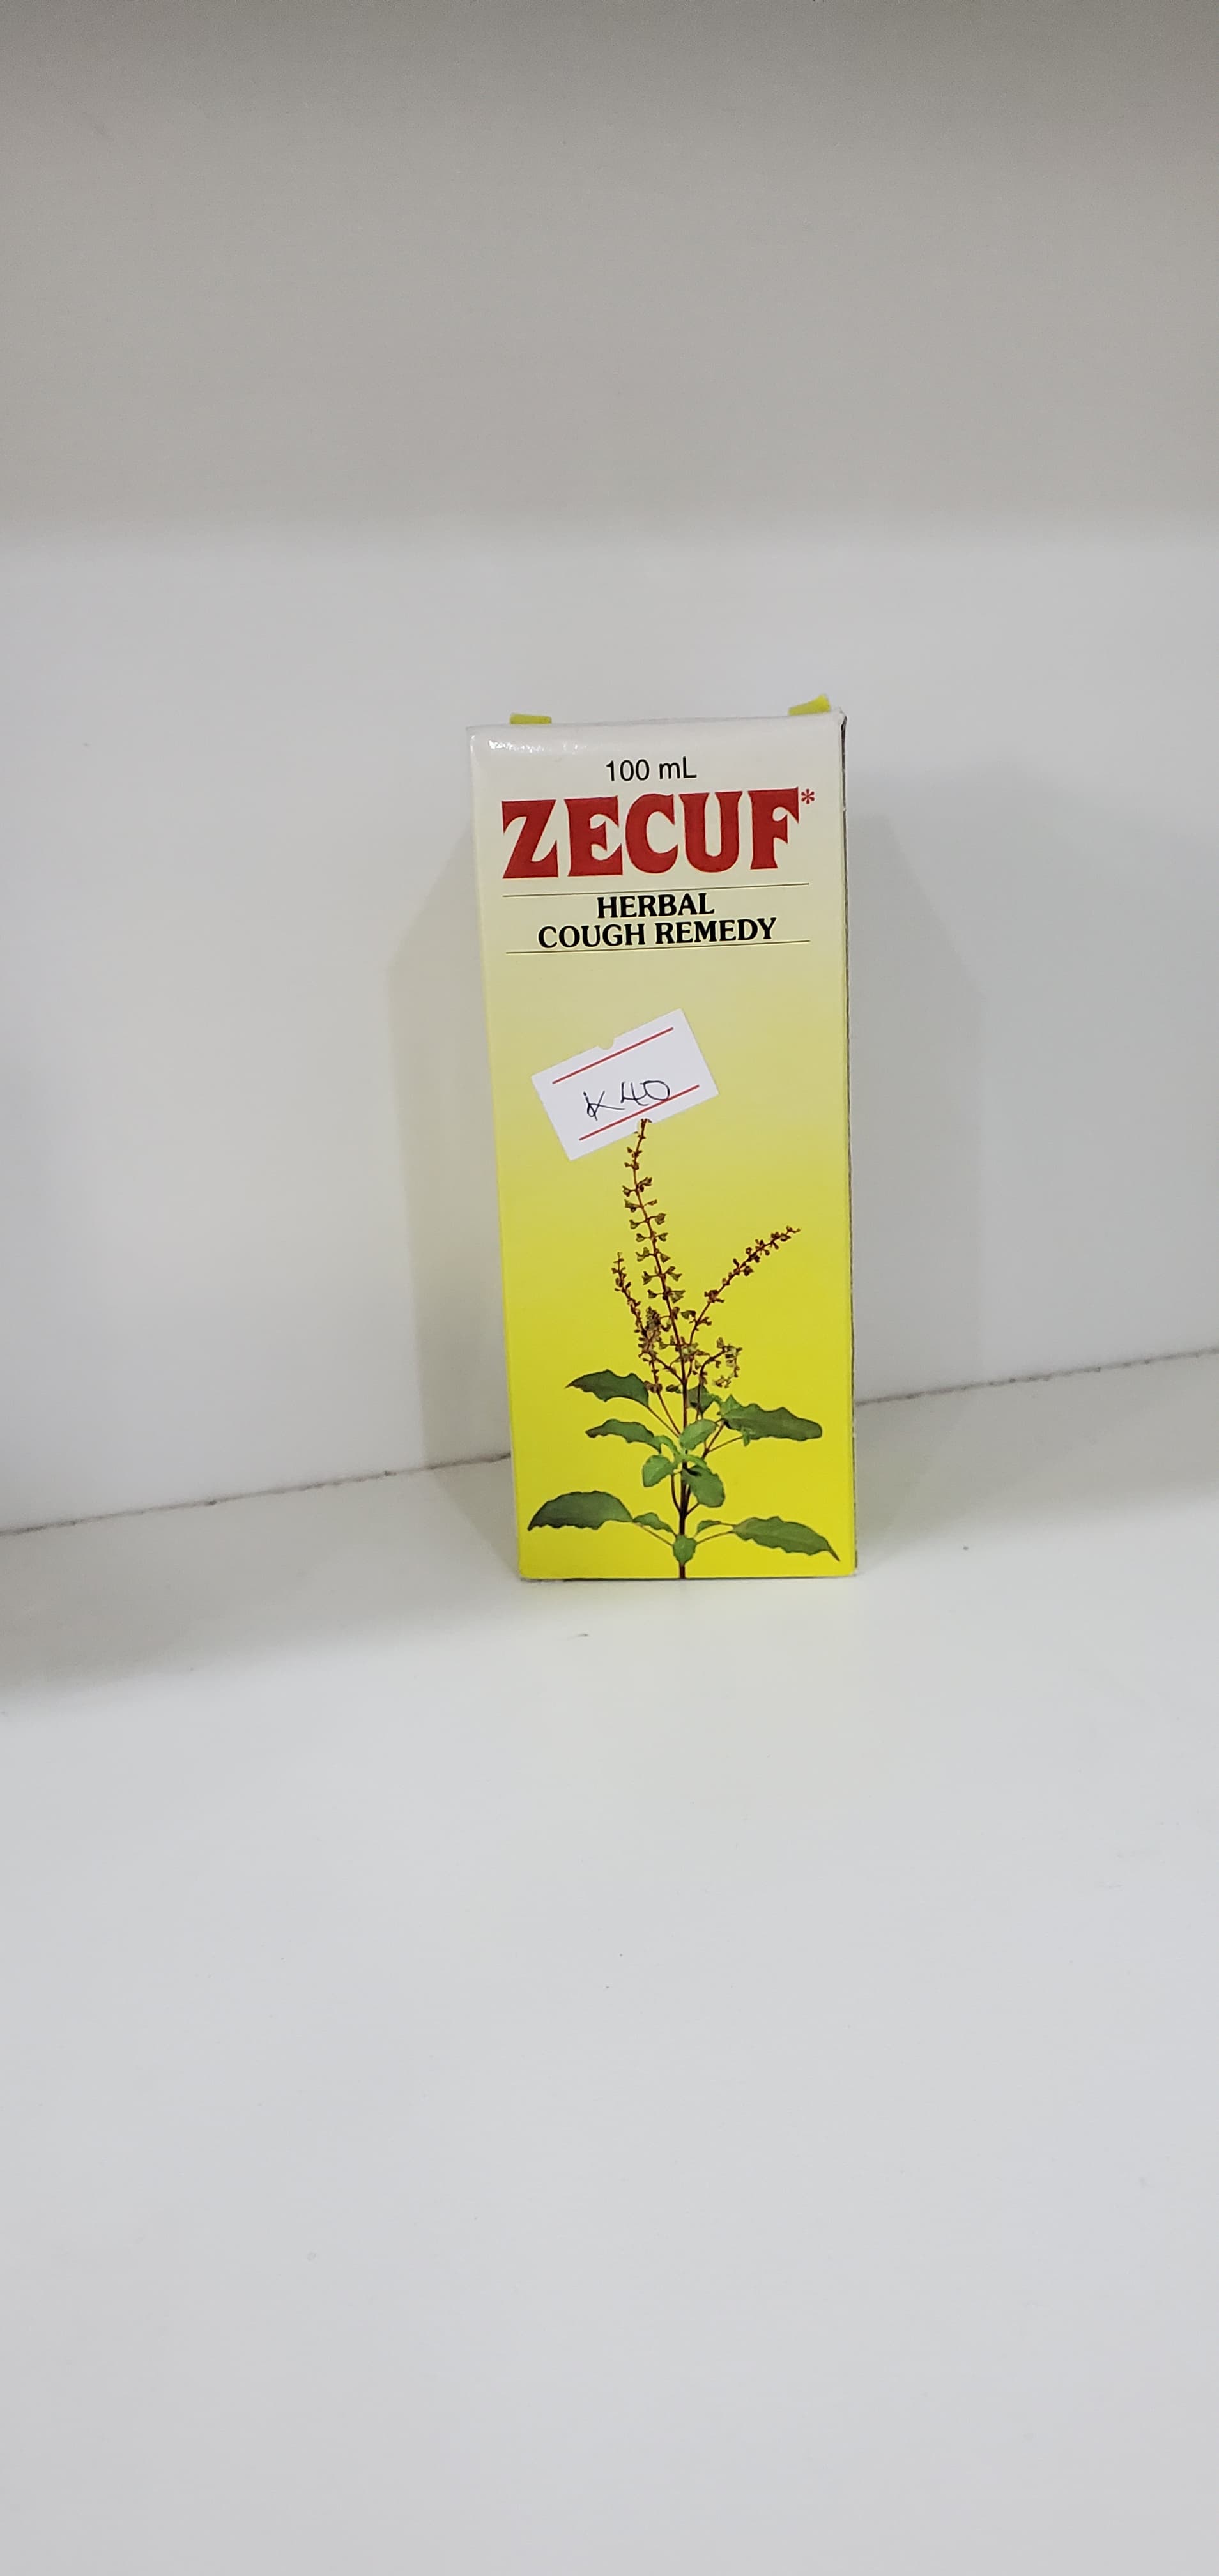 100 mL
ZECUF*
HERBAL
COUGH REMEDY
K40